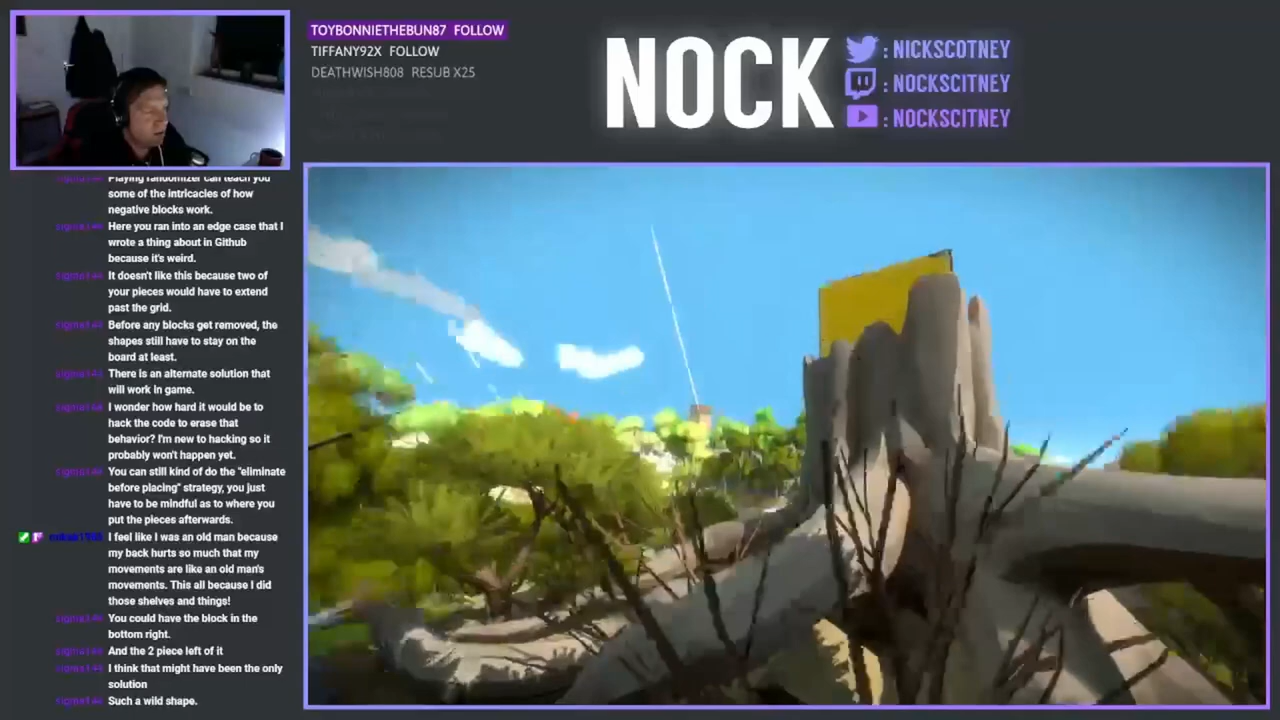 TOYBONNIETHEBUN87 FOLLOW
TIFFANY92X FOLLOW
DEATHWISH808 RESUB X25
NOCK
: NICKSCOTNEY
: NOCKSCITNEY
: NOCKSCITNEY
Playing randomizer can teach you
some of the intricacies of how
negative blocks work.
Here you ran into an edge case that I
wrote a thing about in Github
because it's weird.
It doesn't like this because two of
your pieces would have to extend
past the grid.
Before any blocks get removed, the
shapes still have to stay on the
board at least.
There is an alternate solution that
will work in game.
I wonder how hard it would be to
hack the code to erase that
behavior? I'm new to hacking so it
probably won't happen yet.
You can still kind of do the "eliminate
before placing" strategy, you just
have to be mindful as to where you
put the pieces afterwards.
I feel like I was an old man because
my back hurts so much that my
movements are like an old man's
movements. This all because I did
those shelves and things!
You could have the block in the
bottom right.
And the 2 piece left of it
I think that might have been the only
solution
Such a wild shape.